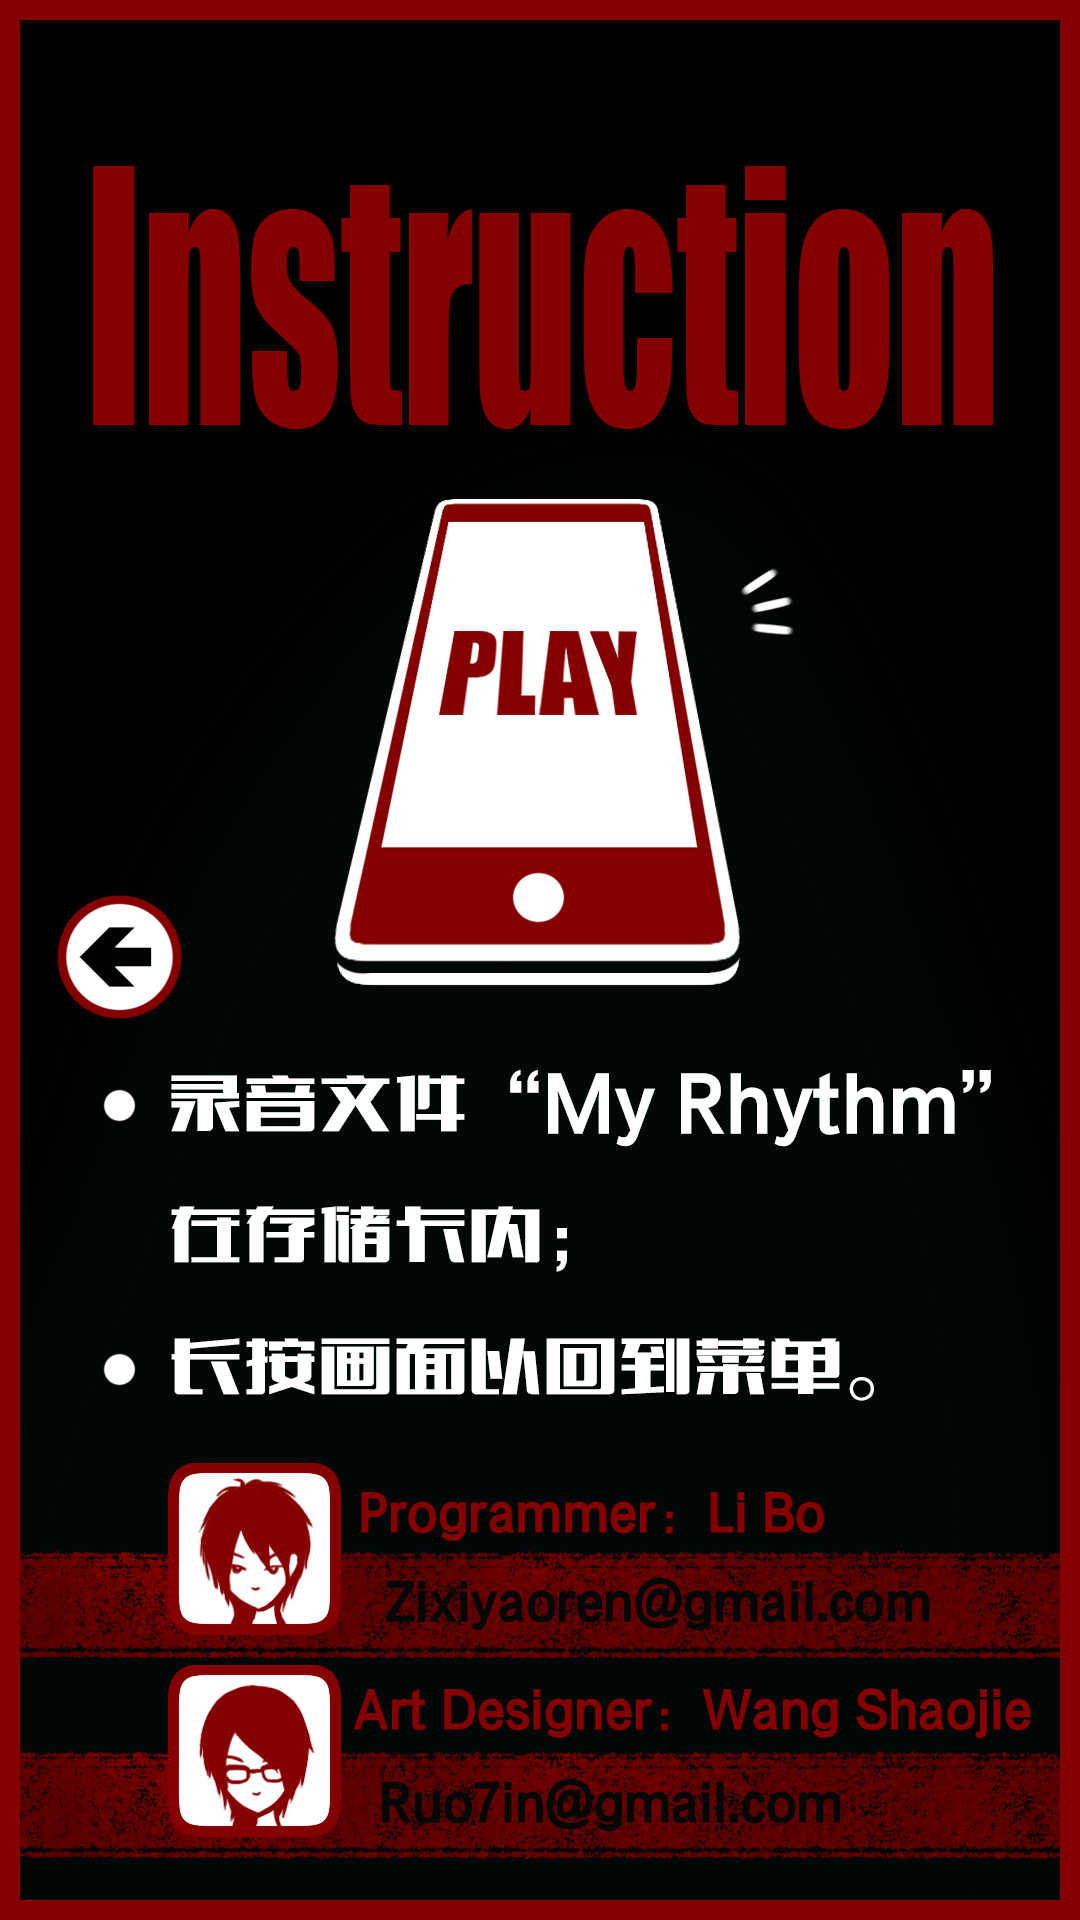 Instruction
PLAY
录音文件“My Rhythm”
在存储卡内；
长按画面以回到菜单。
Programmer：Li Bo
Zixiyaoren@gmail.com
Art Designer：Wang Shaojie
Ruo7in@gmail.com